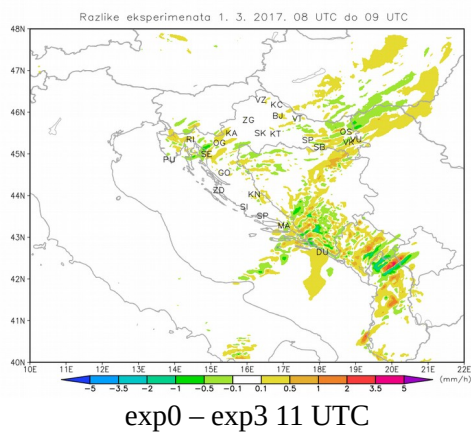 Razlike eksperimenata 1. 3. 2017. 08 UTC do 09 UTC
48N
47N
46N
45N
44N
43N
42N
41N
40N
VZ
KC
ZG
BJ
VT
RI
OG
KA
SK
KT
SP
SB
OS
VU
VK
PU
SE
GO
ZD
KN
SI
SP
MA
DU
10E 11E 12E 13E 14E 15E 16E 17E 18E 19E 20E 21E 22E
-5 -3.5 -2 -1 -0.5 -0.1 0.1 0.5 1 2 3.5 5 (mm/h)
exp0 – exp3 11 UTC